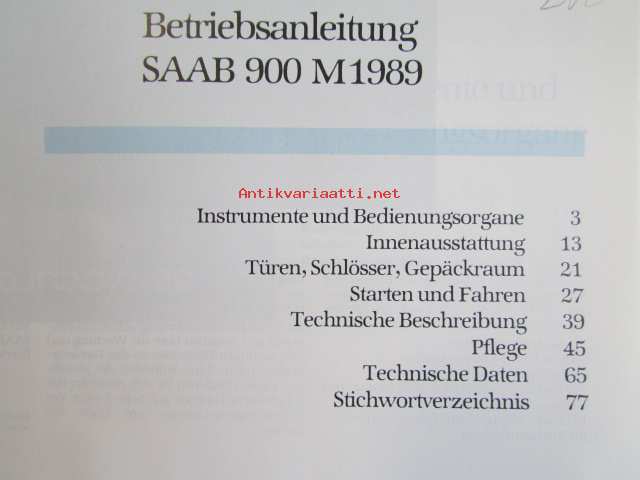 Betriebsanleitung
SAAB 900 M1989
Antikvariaatti.net
Instrumente und Bedienungsorgane 3
Innenausstattung 13
Türen, Schlösser, Gepäckraum 21
Starten und Fahren 27
Technische Beschreibung 39
Pflege 45
Technische Daten 65
Stichwortverzeichnis 77